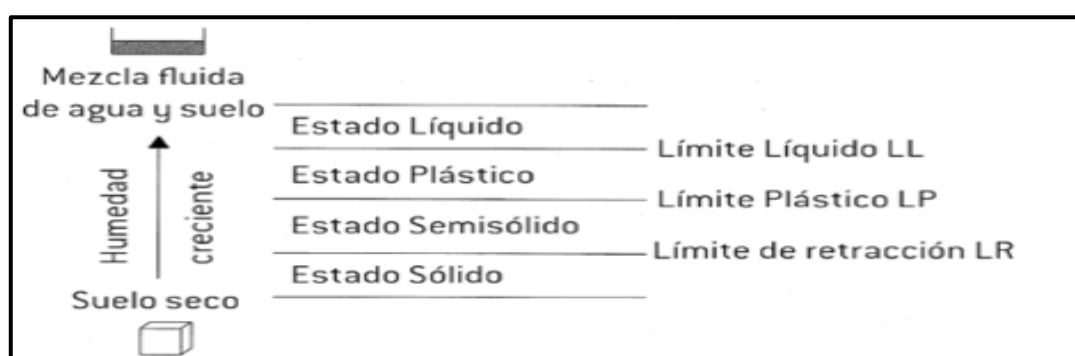 Mezcla fluida
de agua y suelo
Estado Líquido
Límite Líquido LL
Estado Plástico
Límite Plástico LP
Humedad
creciente
Estado Semisólido
Límite de retracción LR
Estado Sólido
Suelo seco